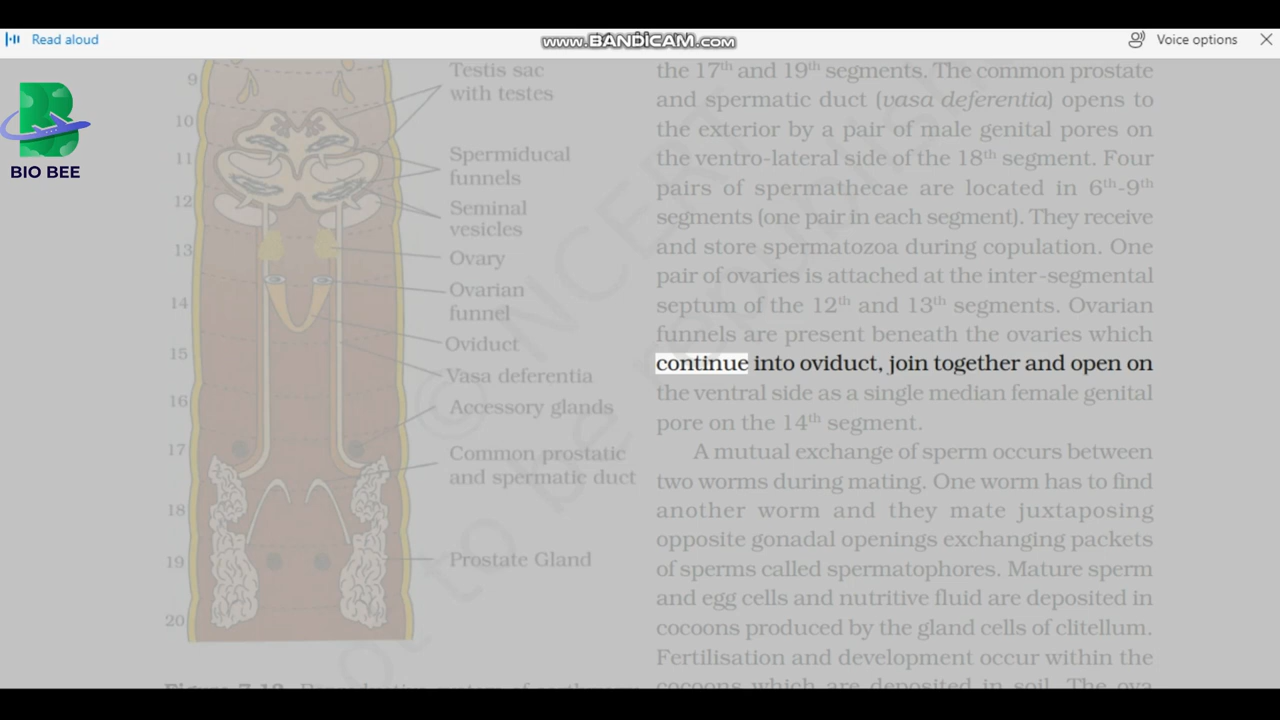 Read aloud
www.BANDICAM.com
Voice options
BIO BEE
9
10
11
12
13
14
15
16
17
18
19
20
Testis sac
with testes
Spermiducal
funnels
Seminal
vesicles
Ovary
Ovarian
funnel
Oviduct
Vasa deferentia
Accessory glands
Common prostatic
and spermatic duct
Prostate Gland
the 17th and 19th segments. The common prostate
and spermatic duct (vasa deferentia) opens to
the exterior by a pair of male genital pores on
the ventro-lateral side of the 18th segment. Four
pairs of spermathecae are located in 6th-9th
segments (one pair in each segment). They receive
and store spermatozoa during copulation. One
pair of ovaries is attached at the inter-segmental
septum of the 12th and 13th segments. Ovarian
funnels are present beneath the ovaries which
continue into oviduct, join together and open on
the ventral side as a single median female genital
pore on the 14th segment.
A mutual exchange of sperm occurs between
two worms during mating. One worm has to find
another worm and they mate juxtaposing
opposite gonadal openings exchanging packets
of sperms called spermatophores. Mature sperm
and egg cells and nutritive fluid are deposited in
cocoons produced by the gland cells of clitellum.
Fertilisation and development occur within the
cocoons which are deposited in soil. The ova